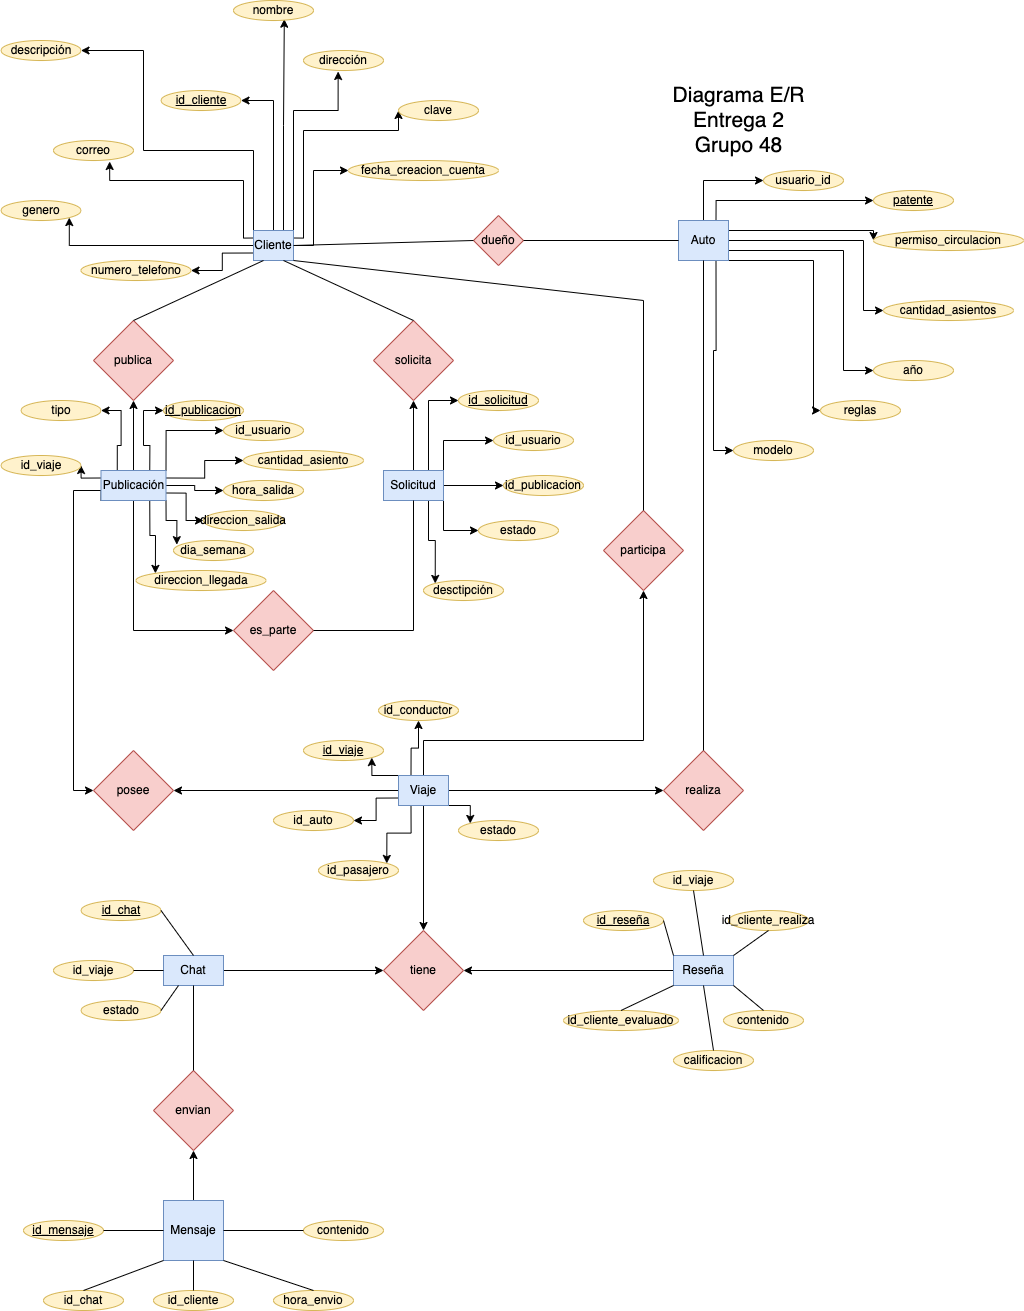 nombre
descripción
dirección
id_cliente
clave
correo
fecha_creacion_cuenta
genero
numero_telefono
Cliente
Diagrama E/R
Entrega 2
Grupo 48
dueño
Auto
usuario_id
patente
permiso_circulacion
cantidad_asientos
año
reglas
modelo
publica
solicita
tipo
id_publicacion
id_usuario
id_viaje
cantidad_asiento
Publicación
hora_salida
direccion_salida
dia_semana
direccion_llegada
id_solicitud
id_usuario
Solicitud
id_publicacion
estado
desctipción
participa
es_parte
id_conductor
id_viaje
posee
Viaje
realiza
id_auto
estado
id_pasajero
id_viaje
id_reseña
id_cliente_realiza
id_chat
id_viaje
Chat
tiene
Reseña
estado
id_cliente_evaluado
contenido
calificacion
envian
id_mensaje
Mensaje
contenido
id_chat
id_cliente
hora_envio